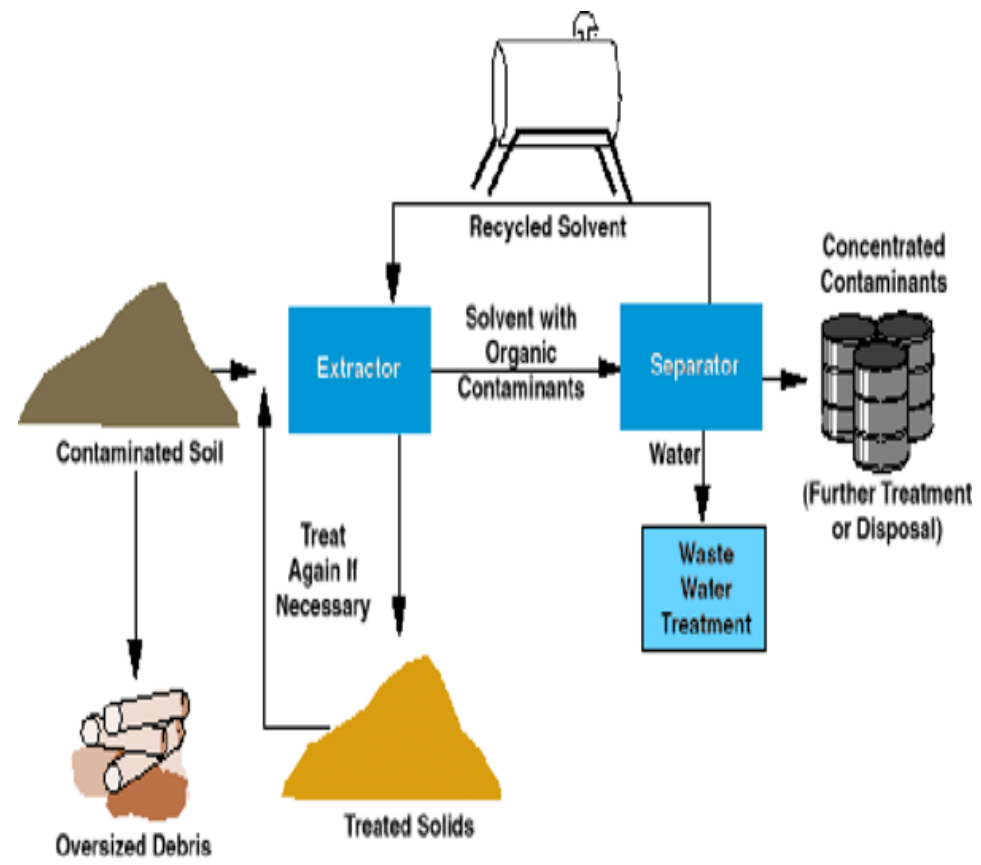 Recycled Solvent
Concentrated
Contaminants
Solvent with
Organic
Contaminants
Extractor
Separator
Contaminated Soil
Water
(Further Treatment
or Disposal)
Treat
Again If
Necessary
Waste
Water
Treatment
Treated Solids
Oversized Debris